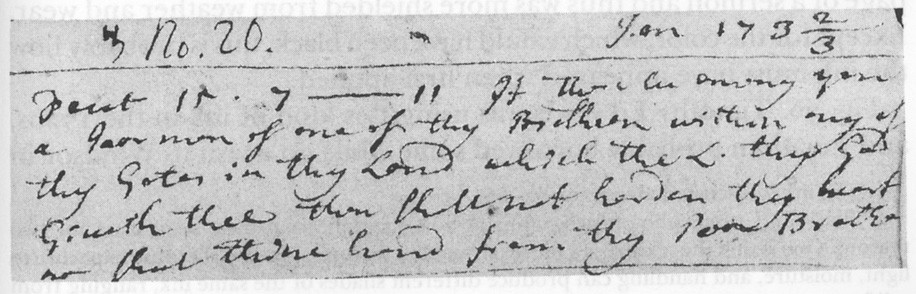 No. 20. Jan 173 2/3
Deut 15. 7 — 11 If there be among you
a Poor man of one of thy Brethren within any of
thy Gates in thy Land which the L. thy God
Giveth thee thou shalt not harden thy heart
no shut thine hand from thy Poor Brother